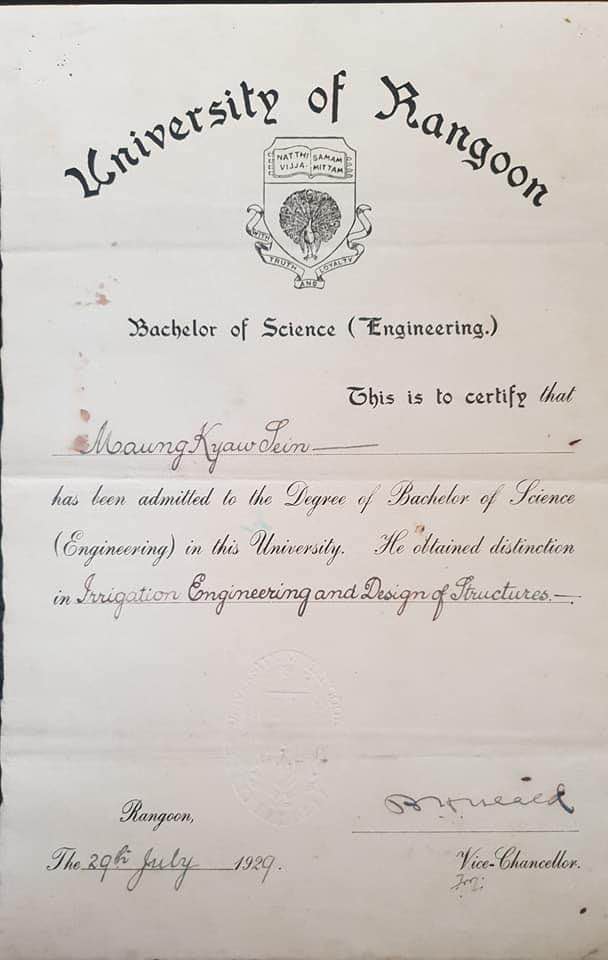 University of Rangoon
NATTHI SAMAM
VIJJA MITTAM
WITH TRUTH AND LOYALTY
Bachelor of Science (Engineering.)
This is to certify that
Maung Kyaw Sein
has been admitted to the Degree of Bachelor of Science
(Engineering) in this University. He obtained distinction
in Irrigation Engineering and Design of Structures.
Rangoon,
The 29th July 1929.
Vice-Chancellor.